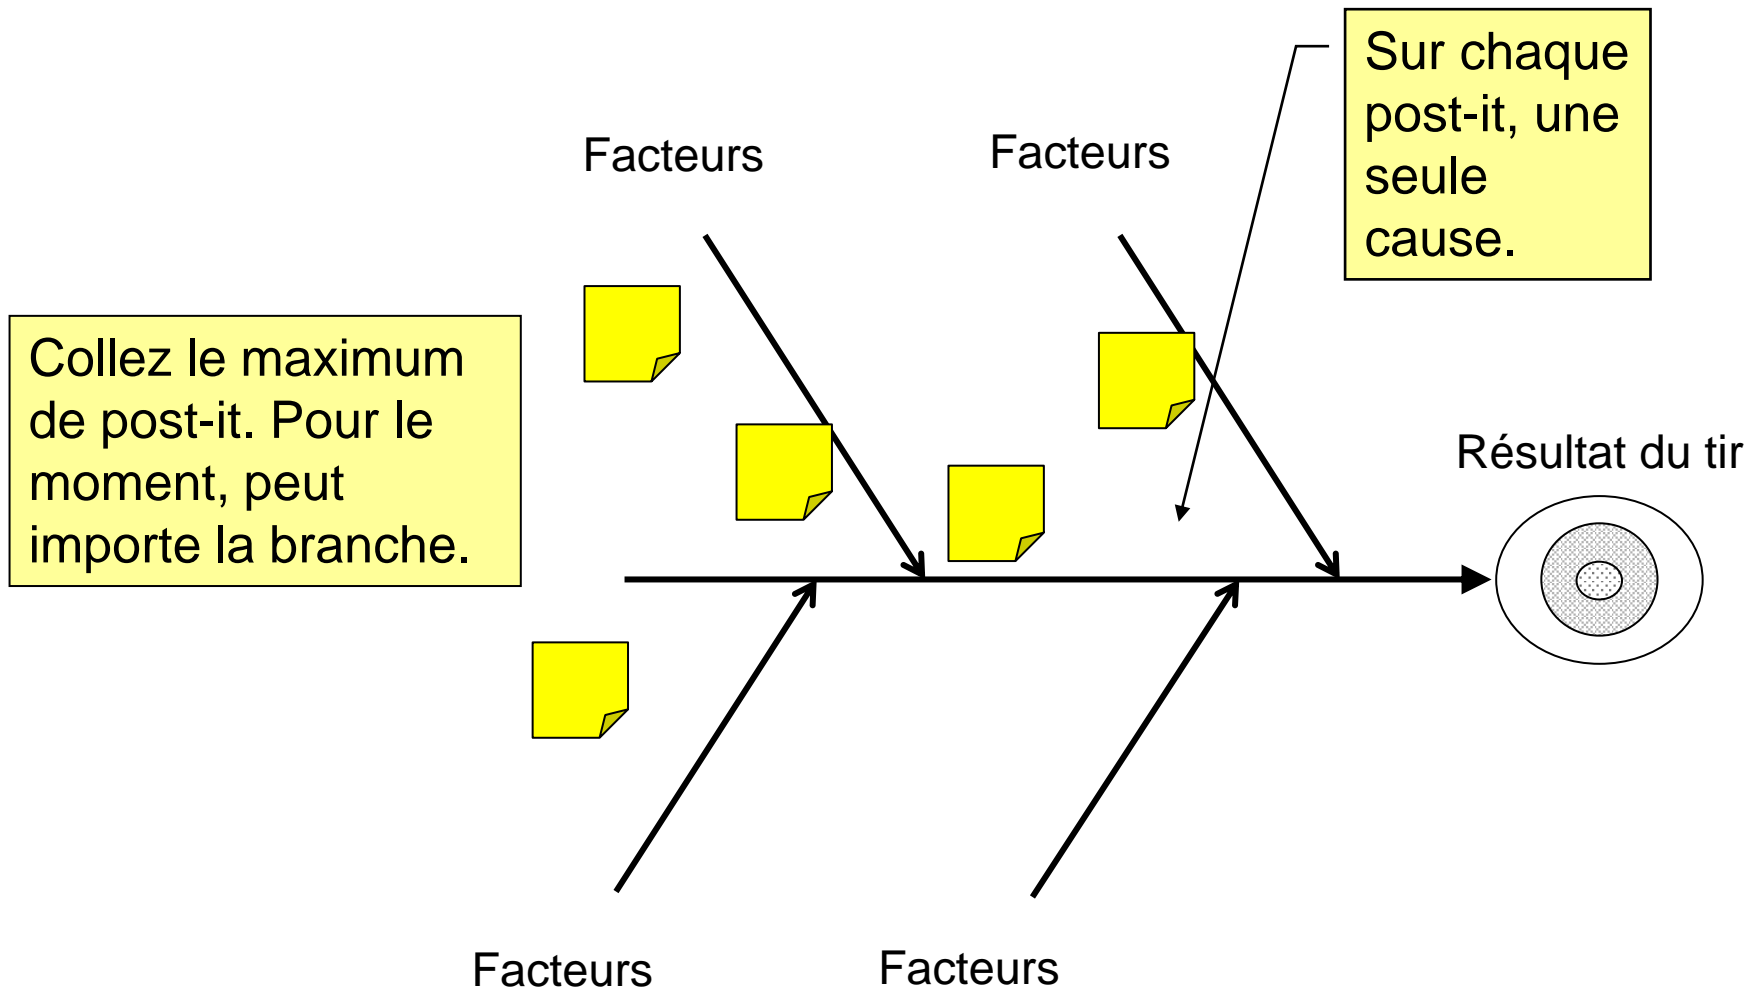 Sur chaque
post-it, une
seule
cause.
Facteurs
Facteurs
Collez le maximum
de post-it. Pour le
moment, peut
importe la branche.
Résultat du tir
Facteurs
Facteurs